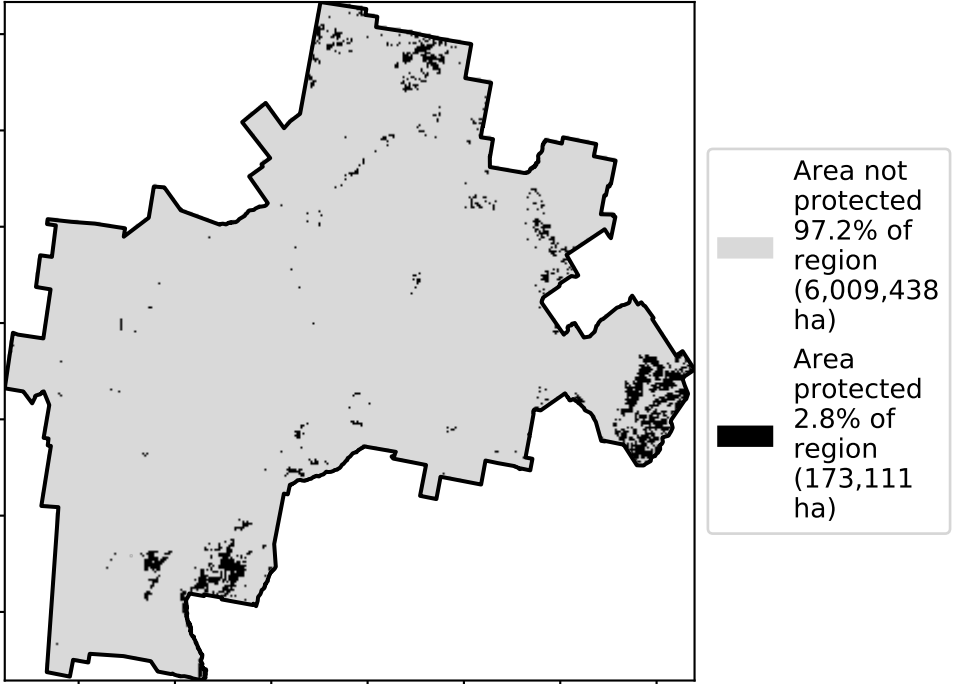 Area not
protected
97.2% of
region
(6,009,438
ha)
Area
protected
2.8% of
region
(173,111
ha)